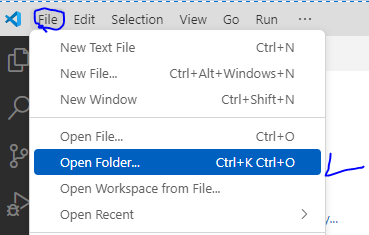 File Edit Selection View Go Run ...
New Text File Ctrl+N
New File... Ctrl+Alt+Windows+N
New Window Ctrl+Shift+N
Open File... Ctrl+O
Open Folder... Ctrl+K Ctrl+O
Open Workspace from File...
Open Recent
y...